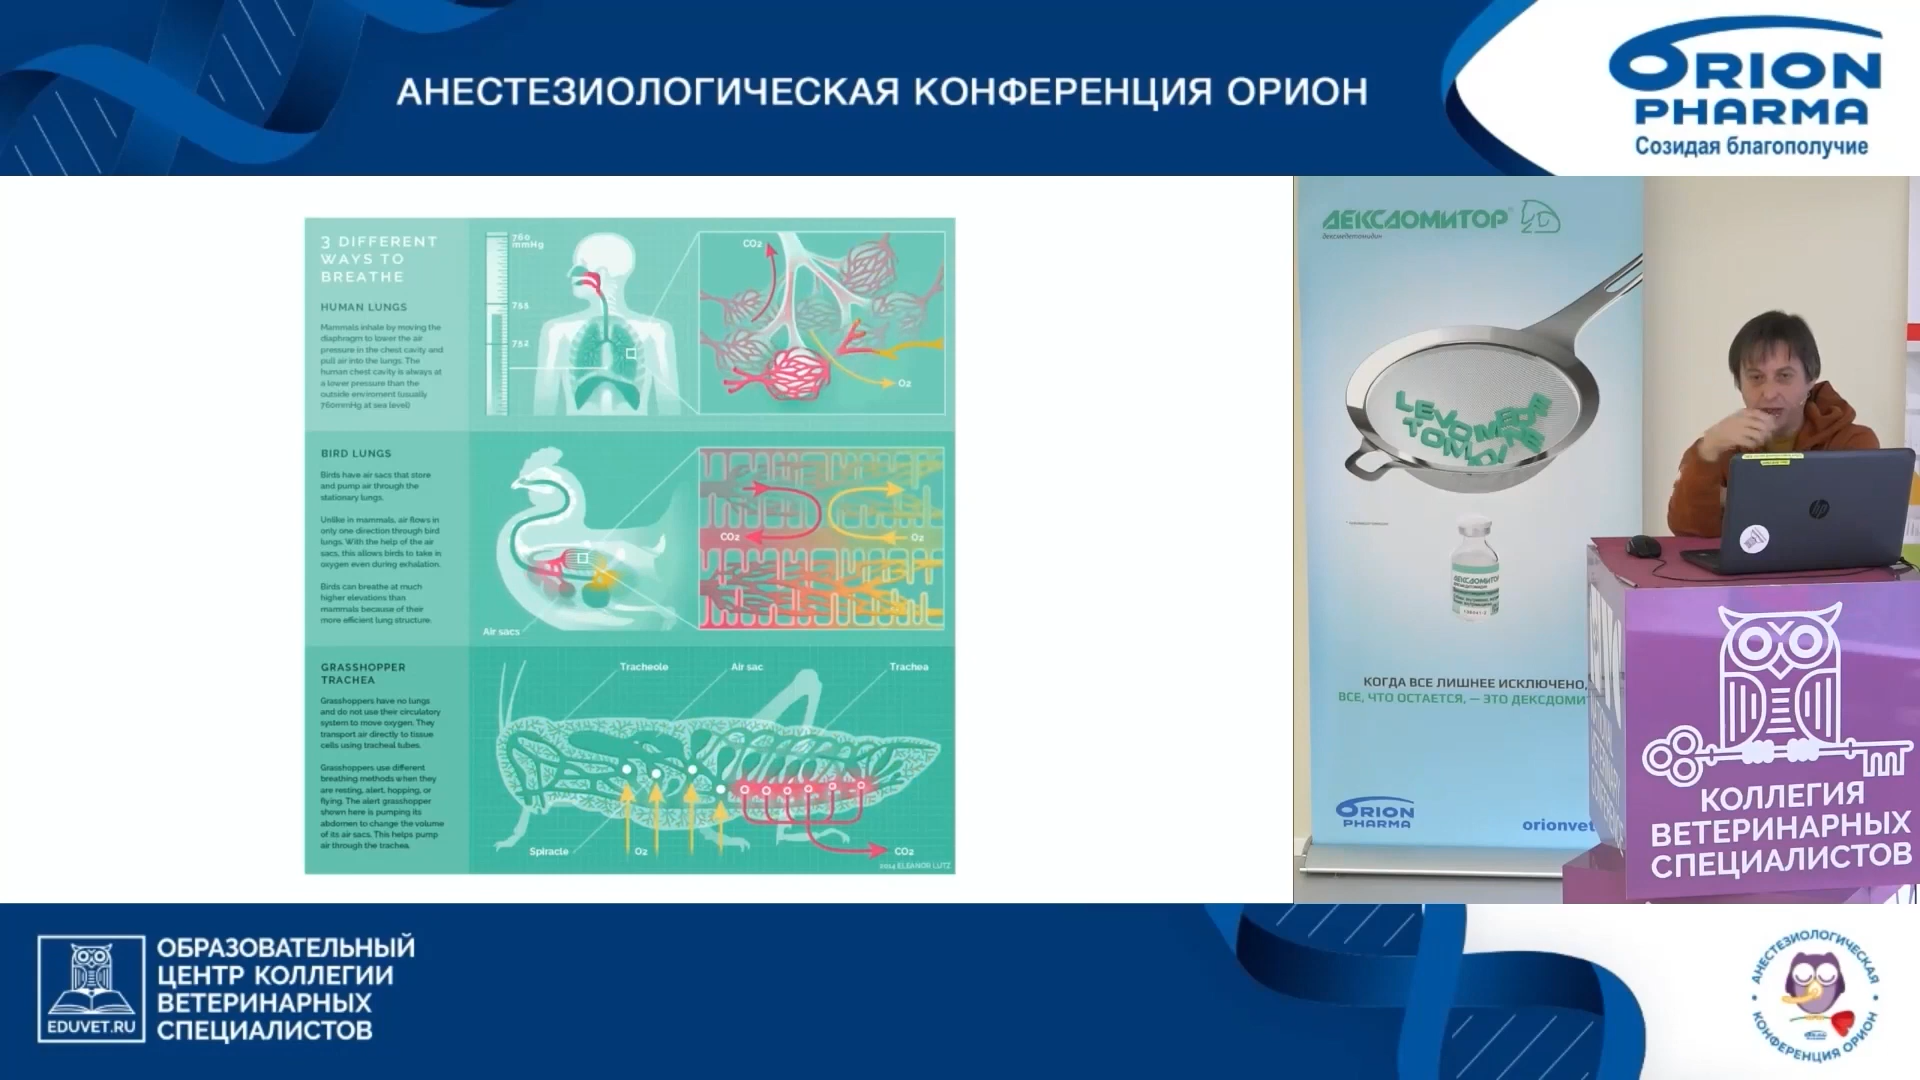 АНЕСТЕЗИОЛОГИЧЕСКАЯ КОНФЕРЕНЦИЯ ОРИОН
ORION
PHARMA
Созидая благополучие
3 DIFFERENT
WAYS TO
BREATHE
HUMAN LUNGS
Mammals inhale by moving the
diaphragm to lower the air
pressure in the chest cavity and
pull air into the lungs. The
human chest cavity is always at
a lower pressure than the
outside enviroment (usually
760mmHg at sea level)
760
mmHg
755
752
CO2
O2
BIRD LUNGS
Birds have air sacs that store
and pump air through the
stationary lungs.
Unlike in mammals, air flows in
only one direction through bird
lungs. With the help of the air
sacs, this allows birds to take in
oxygen even during exhalation.
Birds can breathe at much
higher elevations than
mammals because of their
more efficient lung structure.
Air sacs
CO2
O2
GRASSHOPPER
TRACHEA
Grasshoppers have no lungs
and do not use their circulatory
system to move oxygen. They
transport air directly to tissue
cells using tracheal tubes.
Grasshoppers use different
breathing methods when they
are resting, alert, hopping, or
flying. The alert grasshopper
shown here is pumping its
abdomen to change the volume
of its air sacs. This helps pump
air through the trachea.
Tracheole
Air sac
Trachea
Spiracle
O2
CO2
2014 ELEANOR LUTZ
ДЕКСДОМИТОР
дексмедетомидин
LEVOMEDE
TOMIDINE
ДЕКСДОМИТОР
КОГДА ВСЕ ЛИШНЕЕ ИСКЛЮЧЕНО,
ВСЕ, ЧТО ОСТАЕТСЯ, — ЭТО ДЕКСДОМИ
ORION
PHARMA
orionvet
hp
КОЛЛЕГИЯ
ВЕТЕРИНАРНЫХ
СПЕЦИАЛИСТОВ
EDUVET.RU
ОБРАЗОВАТЕЛЬНЫЙ
ЦЕНТР КОЛЛЕГИИ
ВЕТЕРИНАРНЫХ
СПЕЦИАЛИСТОВ
АНЕСТЕЗИОЛОГИЧЕСКАЯ
КОНФЕРЕНЦИЯ ОРИОН